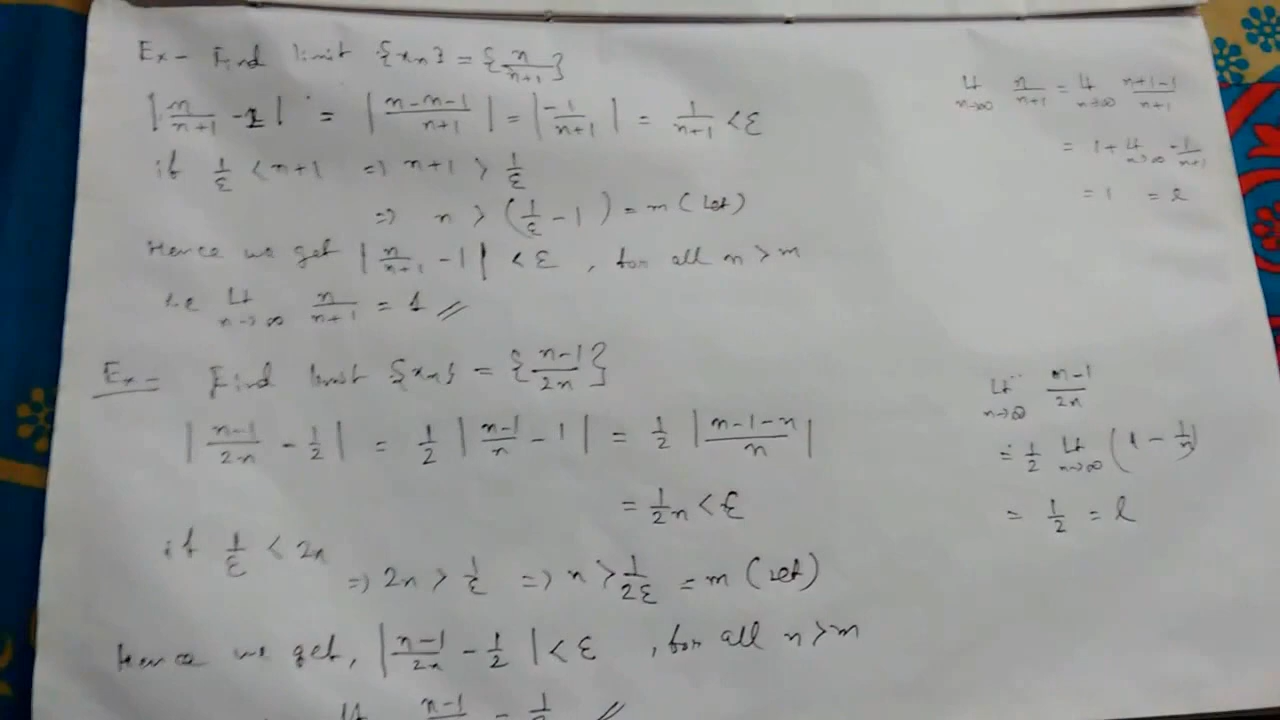 Ex- Find limit {xn} = {n/(n+1)}
|n/(n+1) - 1| = |(n-n-1)/(n+1)| = |-1/(n+1)| = 1/(n+1) < ε
if 1/ε < n+1 => n+1 > 1/ε
=> n > (1/ε - 1) = m (Let)
Hence we get |n/(n+1) - 1| < ε, for all n > m
i.e Lt n→∞ n/(n+1) = 1 //
Lt n→∞ n/(n+1) = Lt n→∞ (n+1-1)/(n+1)
= 1 + Lt n→∞ -1/(n+1)
= 1 = l
Ex- Find limit {xn} = {(n-1)/2n}
|(n-1)/2n - 1/2| = 1/2 |(n-1)/n - 1| = 1/2 |(n-1-n)/n|
= 1/2n < ε
if 1/ε < 2n
=> 2n > 1/ε => n > 1/2ε = m (Let)
Hence we get, |(n-1)/2n - 1/2| < ε, for all n > m
Lt (n-1) = 1 //
Lt n→∞ (n-1)/2n
= 1/2 Lt n→∞ (1 - 1/n)
= 1/2 = l